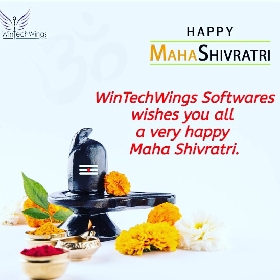 WinTechWings
HAPPY
MAHASHIVRATRI
WinTechWings Softwares
wishes you all
a very happy
Maha Shivratri.